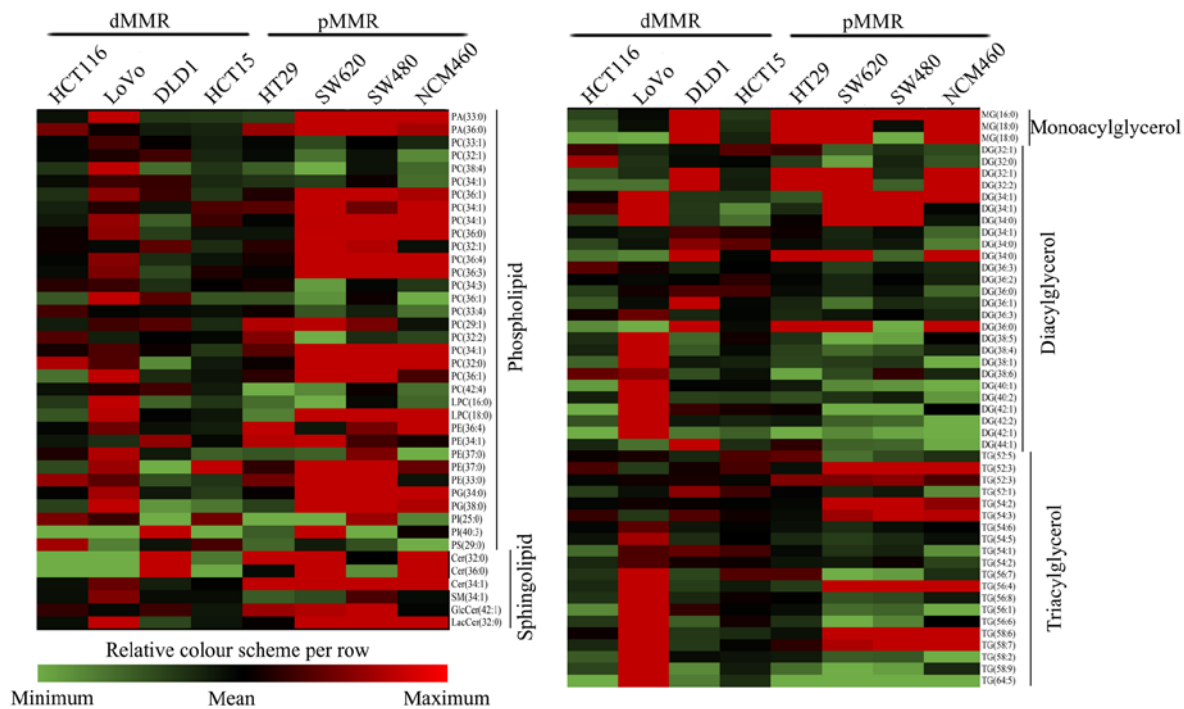 dMMR
pMMR
HCT116
LoVo
DLD1
HCT15
HT29
SW620
SW480
NCM460
PA(33:0)
PA(36:0)
PC(33:1)
PC(32:1)
PC(38:4)
PC(34:1)
PC(36:1)
PC(34:1)
PC(34:1)
PC(36:0)
PC(32:1)
PC(36:4)
PC(36:3)
PC(34:3)
PC(36:1)
PC(33:4)
PC(29:1)
PC(32:2)
PC(34:1)
PC(32:0)
PC(36:1)
PC(42:4)
LPC(16:0)
LPC(18:0)
PE(36:4)
PE(34:1)
PE(37:0)
PE(37:0)
PE(33:0)
PG(34:0)
PG(38:0)
PI(25:0)
PI(40:3)
PS(29:0)
Cer(32:0)
Cer(36:0)
Cer(34:1)
SM(34:1)
GlcCer(42:1)
LacCer(32:0)
Phospholipid
Sphingolipid
Relative colour scheme per row
Minimum
Mean
Maximum
dMMR
pMMR
HCT116
LoVo
DLD1
HCT15
HT29
SW620
SW480
NCM460
MG(16:0)
MG(18:0)
MG(18:0)
DG(32:1)
DG(32:0)
DG(32:1)
DG(32:2)
DG(34:1)
DG(34:1)
DG(34:0)
DG(34:1)
DG(34:0)
DG(34:0)
DG(36:3)
DG(36:2)
DG(36:0)
DG(36:1)
DG(36:3)
DG(36:0)
DG(38:5)
DG(38:4)
DG(38:1)
DG(38:6)
DG(40:1)
DG(40:2)
DG(42:1)
DG(42:2)
DG(42:1)
DG(44:1)
TG(52:5)
TG(52:3)
TG(52:3)
TG(52:1)
TG(54:2)
TG(54:3)
TG(54:6)
TG(54:5)
TG(54:1)
TG(54:2)
TG(56:7)
TG(56:4)
TG(56:8)
TG(56:1)
TG(56:6)
TG(58:6)
TG(58:7)
TG(58:2)
TG(58:9)
TG(64:5)
Monoacylglycerol
Diacylglycerol
Triacylglycerol